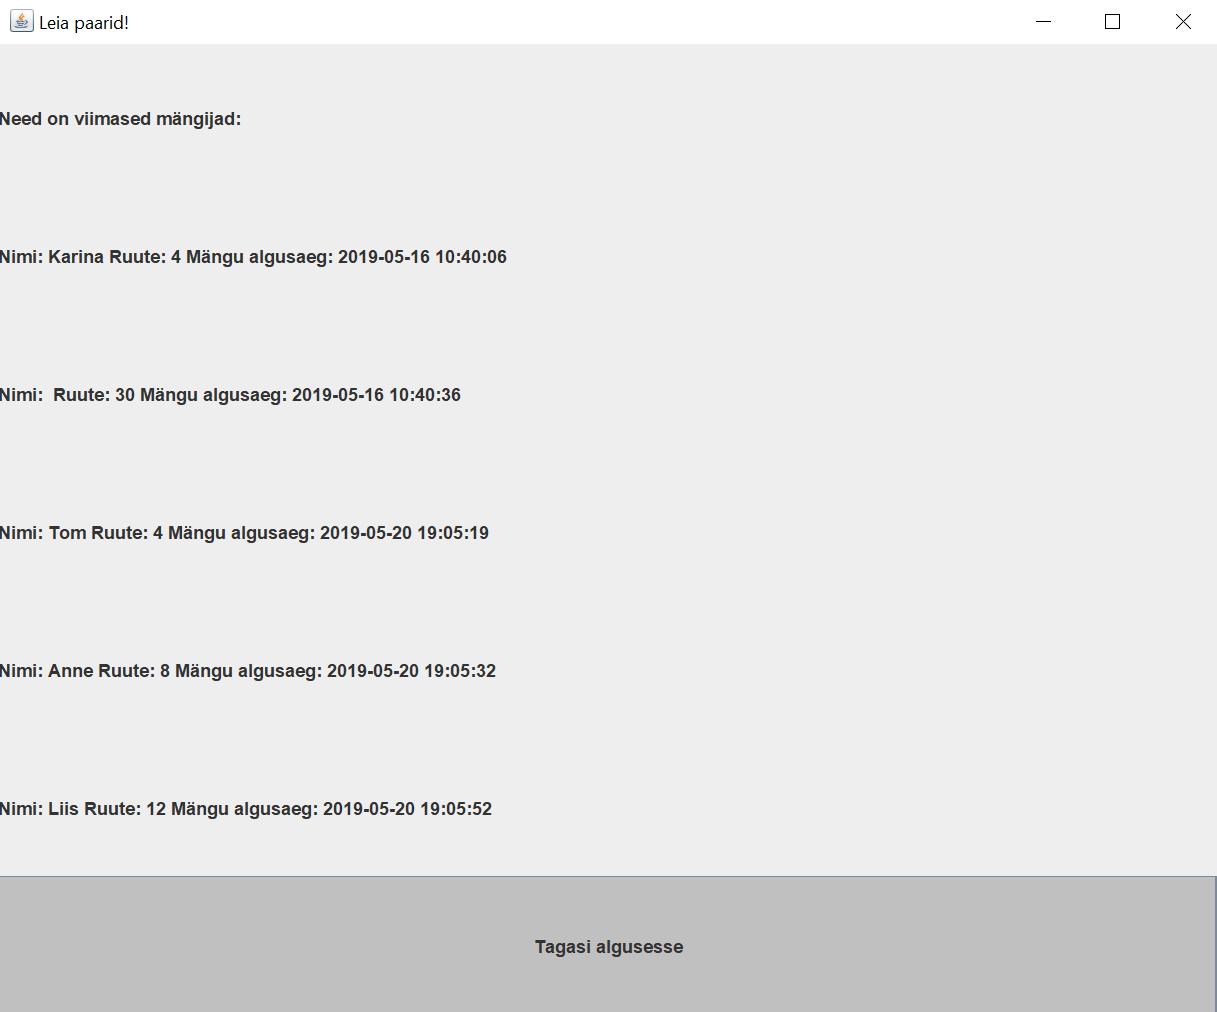 Leia paarid!
Need on viimased mängijad:
Nimi: Karina Ruute: 4 Mängu algusaeg: 2019-05-16 10:40:06
Nimi:  Ruute: 30 Mängu algusaeg: 2019-05-16 10:40:36
Nimi: Tom Ruute: 4 Mängu algusaeg: 2019-05-20 19:05:19
Nimi: Anne Ruute: 8 Mängu algusaeg: 2019-05-20 19:05:32
Nimi: Liis Ruute: 12 Mängu algusaeg: 2019-05-20 19:05:52
Tagasi algusesse